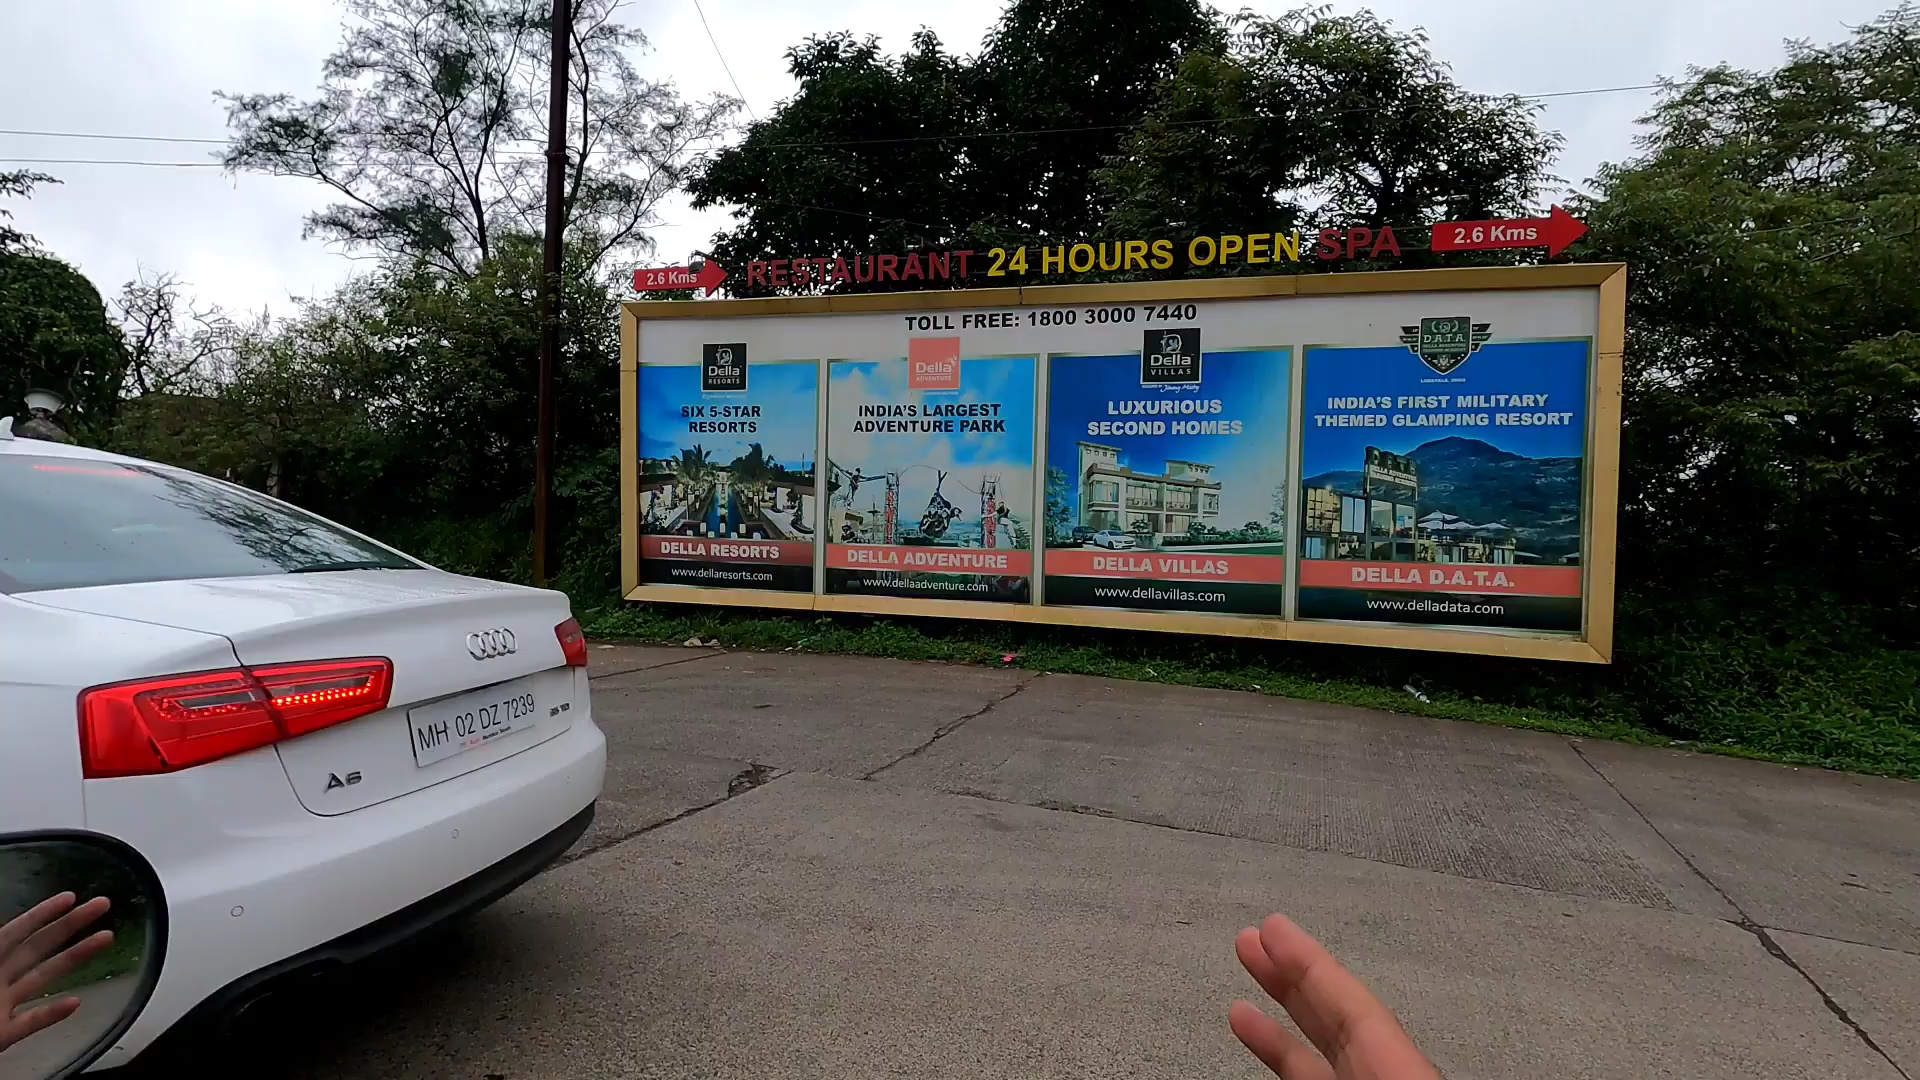 2.6 Kms RESTAURANT 24 HOURS OPEN SPA 2.6 Kms
TOLL FREE: 1800 3000 7440
Della
RESORTS
SIX 5-STAR
RESORTS
DELLA RESORTS
www.dellaresorts.com
Della
ADVENTURE
INDIA'S LARGEST
ADVENTURE PARK
DELLA ADVENTURE
www.dellaadventure.com
Della
VILLAS
LUXURIOUS
SECOND HOMES
DELLA VILLAS
www.dellavillas.com
D.A.T.A.
INDIA'S FIRST MILITARY
THEMED GLAMPING RESORT
DELLA D.A.T.A.
www.delladata.com
MH 02 DZ 7239
A6